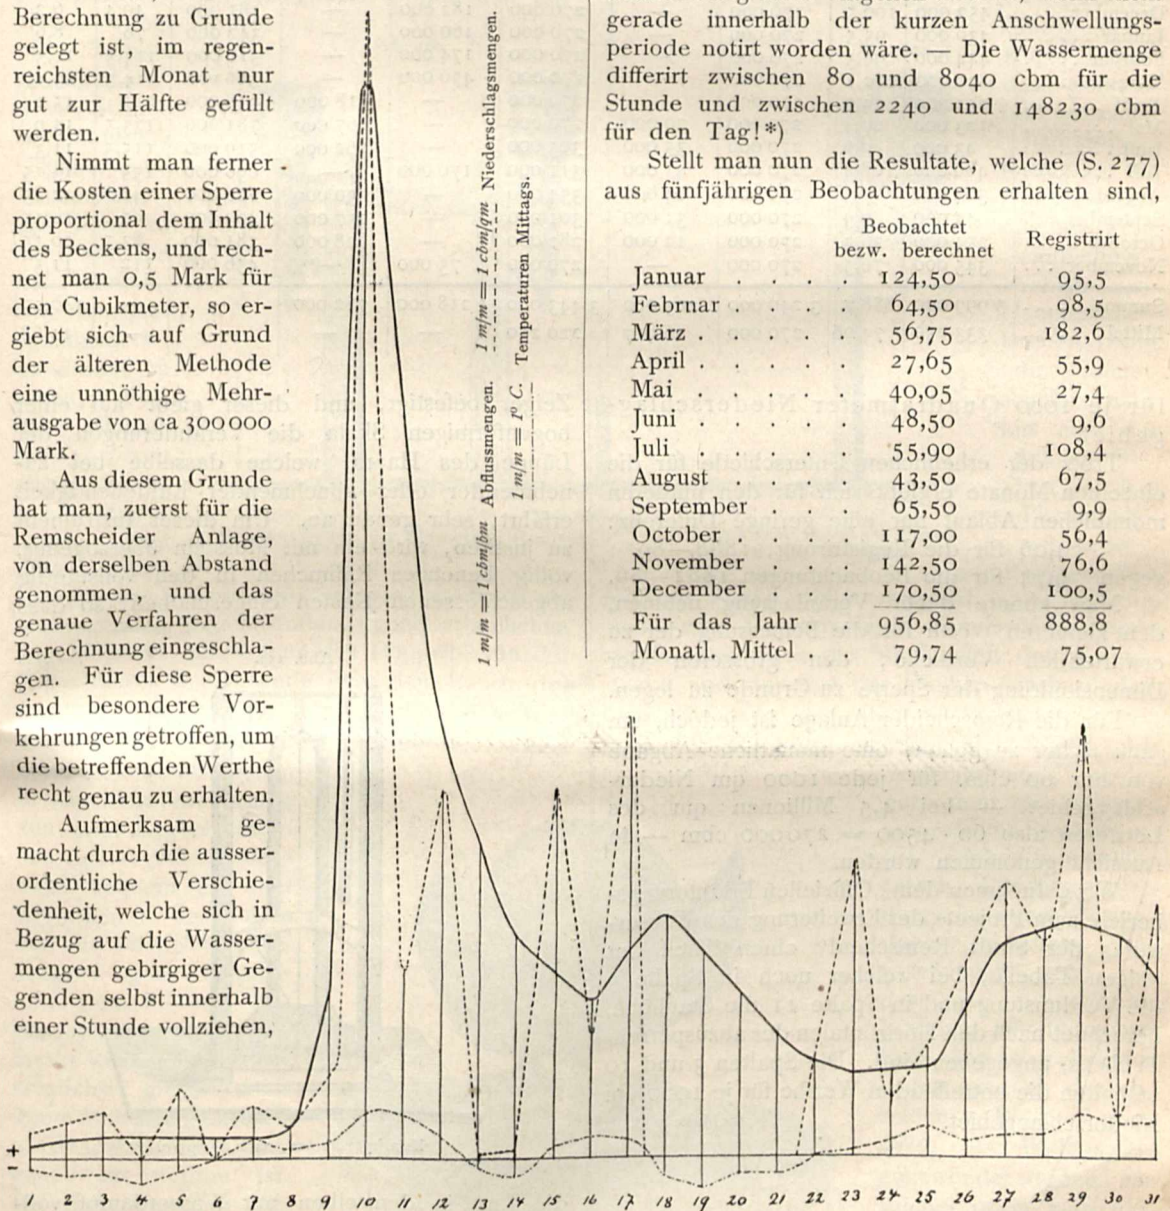 Berechnung zu Grunde
gelegt ist, im regen-
reichsten Monat nur
gut zur Hälfte gefüllt
werden.
Nimmt man ferner
die Kosten einer Sperre
proportional dem Inhalt
des Beckens, und rech-
net man 0,5 Mark für
den Cubikmeter, so er-
giebt sich auf Grund
der älteren Methode
eine unnöthige Mehr-
ausgabe von ca 300000
Mark.
Aus diesem Grunde
hat man, zuerst für die
Remscheider Anlage,
von derselben Abstand
genommen, und das
genaue Verfahren der
Berechnung eingeschla-
gen. Für diese Sperre
sind besondere Vor-
kehrungen getroffen, um
die betreffenden Werthe
recht genau zu erhalten.
Aufmerksam ge-
macht durch die ausser-
ordentliche Verschie-
denheit, welche sich in
Bezug auf die Wasser-
mengen gebirgiger Ge-
genden selbst innerhalb
einer Stunde vollziehen,
1 m/m = 1 cbm/bm Abflussmengen. 1 m/m = 1 cbm/qm Niederschlagsmengen.
1 m/m = 1° C. Temperaturen Mittags.
gerade innerhalb der kurzen Anschwellungs-
periode notirt worden wäre. — Die Wassermenge
differirt zwischen 80 und 8040 cbm für die
Stunde und zwischen 2240 und 148230 cbm
für den Tag!*)
Stellt man nun die Resultate, welche (S. 277)
aus fünfjährigen Beobachtungen erhalten sind,
Beobachtet
bezw. berechnet Registrirt
Januar . . . . 124,50 95,5
Febrnar . . . . 64,50 98,5
März . . . . . 56,75 182,6
April . . . . . 27,65 55,9
Mai . . . . . 40,05 27,4
Juni . . . . . 48,50 9,6
Juli . . . . . 55,90 108,4
August . . . . 43,50 67,5
September . . . 65,50 9,9
October . . . . 117,00 56,4
November . . . 142,50 76,6
December . . . 170,50 100,5
Für das Jahr . . 956,85 888,8
Monatl. Mittel . . 79,74 75,07
+
−
1 2 3 4 5 6 7 8 9 10 11 12 13 14 15 16 17 18 19 20 21 22 23 24 25 26 27 28 29 30 31